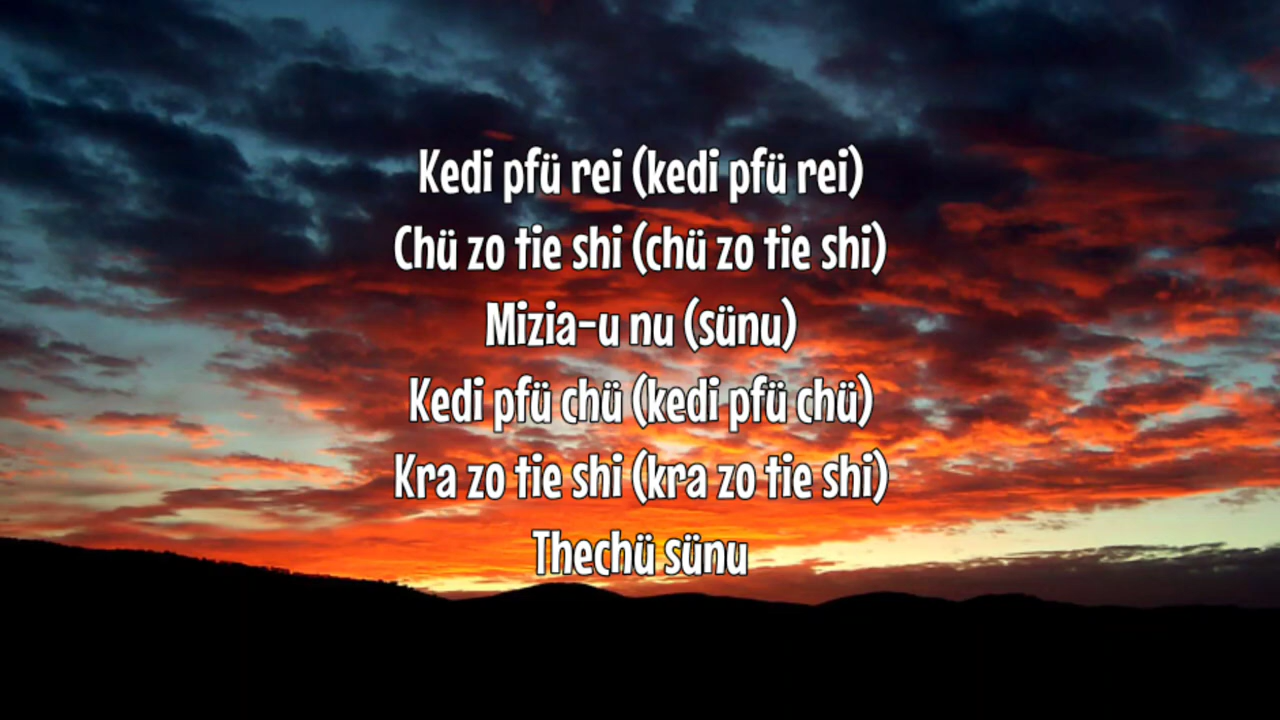 Kedi pfü rei (kedi pfü rei)
Chü zo tie shi (chü zo tie shi)
Mizia-u nu (sünu)
Kedi pfü chü (kedi pfü chü)
Kra zo tie shi (kra zo tie shi)
Thechü sünu